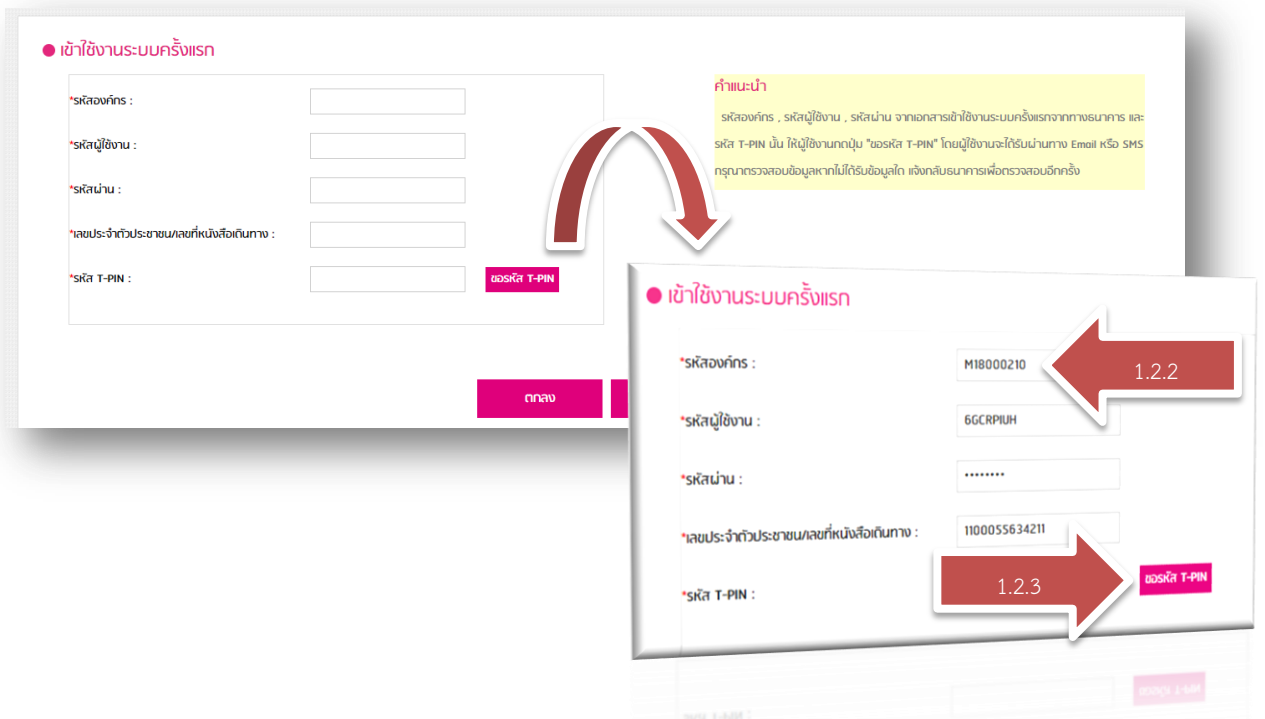 เข้าใช้งานระบบครั้งแรก
*รหัสองค์กร :
*รหัสผู้ใช้งาน :
*รหัสผ่าน :
*เลขประจำตัวประชาชน/เลขที่หนังสือเดินทาง :
*รหัส T-PIN :
ขอรหัส T-PIN
ตกลง
คำแนะนำ
รหัสองค์กร , รหัสผู้ใช้งาน , รหัสผ่าน จากเอกสารเข้าใช้งานระบบครั้งแรกจากทางธนาคาร และ
รหัส T-PIN นั้น ให้ผู้ใช้งานกดปุ่ม "ขอรหัส T-PIN" โดยผู้ใช้งานจะได้รับผ่านทาง Email หรือ SMS
กรุณาตรวจสอบข้อมูลหากไม่ได้รับข้อมูลใด แจ้งกลับธนาคารเพื่อตรวจสอบอีกครั้ง
เข้าใช้งานระบบครั้งแรก
*รหัสองค์กร : M18000210 1.2.2
*รหัสผู้ใช้งาน : 6GCRPIUH
*รหัสผ่าน : ••••••••
*เลขประจำตัวประชาชน/เลขที่หนังสือเดินทาง : 1100055634211
*รหัส T-PIN : 1.2.3 ขอรหัส T-PIN